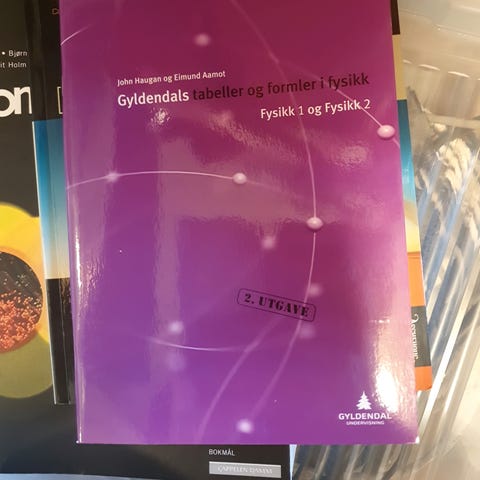 • Bjørn
it Holm
on
John Haugan og Eimund Aamot
Gyldendals tabeller og formler i fysikk
Fysikk 1 og Fysikk 2
2. UTGAVE
GYLDENDAL
UNDERVISNING
BOKMÅL
CAPPELEN DAMM